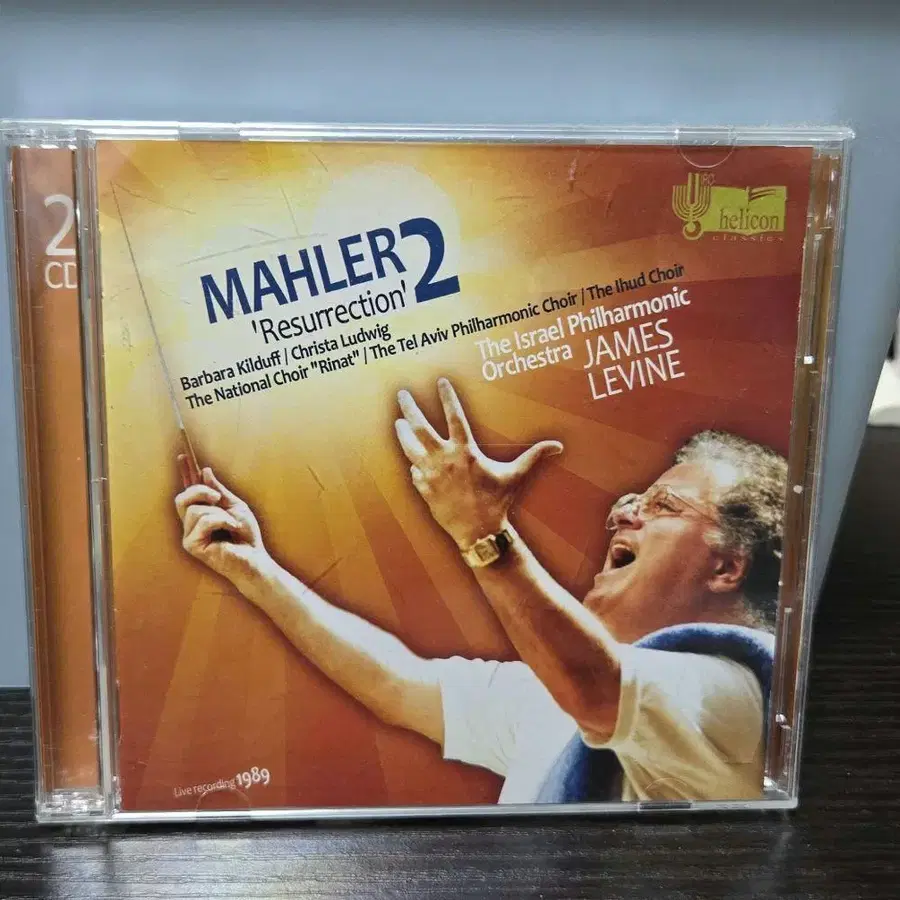 2
CD
IPO
helicon
classics
MAHLER 2
'Resurrection'
Barbara Kilduff / Christa Ludwig
The National Choir "Rinat" / The Tel Aviv Philharmonic Choir / The Ihud Choir
The Israel Philharmonic
Orchestra JAMES
LEVINE
Live recording 1989